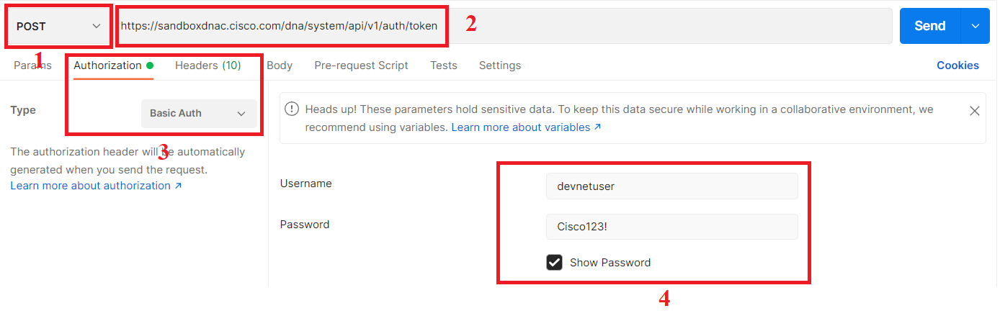 POST
https://sandboxdnac.cisco.com/dna/system/api/v1/auth/token
2
Send
1
Params
Authorization
Headers (10)
Body
Pre-request Script
Tests
Settings
Cookies
Type
Basic Auth
3
The authorization header will be automatically
generated when you send the request.
Learn more about authorization ↗
Heads up! These parameters hold sensitive data. To keep this data secure while working in a collaborative environment, we
recommend using variables. Learn more about variables ↗
Username
devnetuser
Password
Cisco123!
Show Password
4